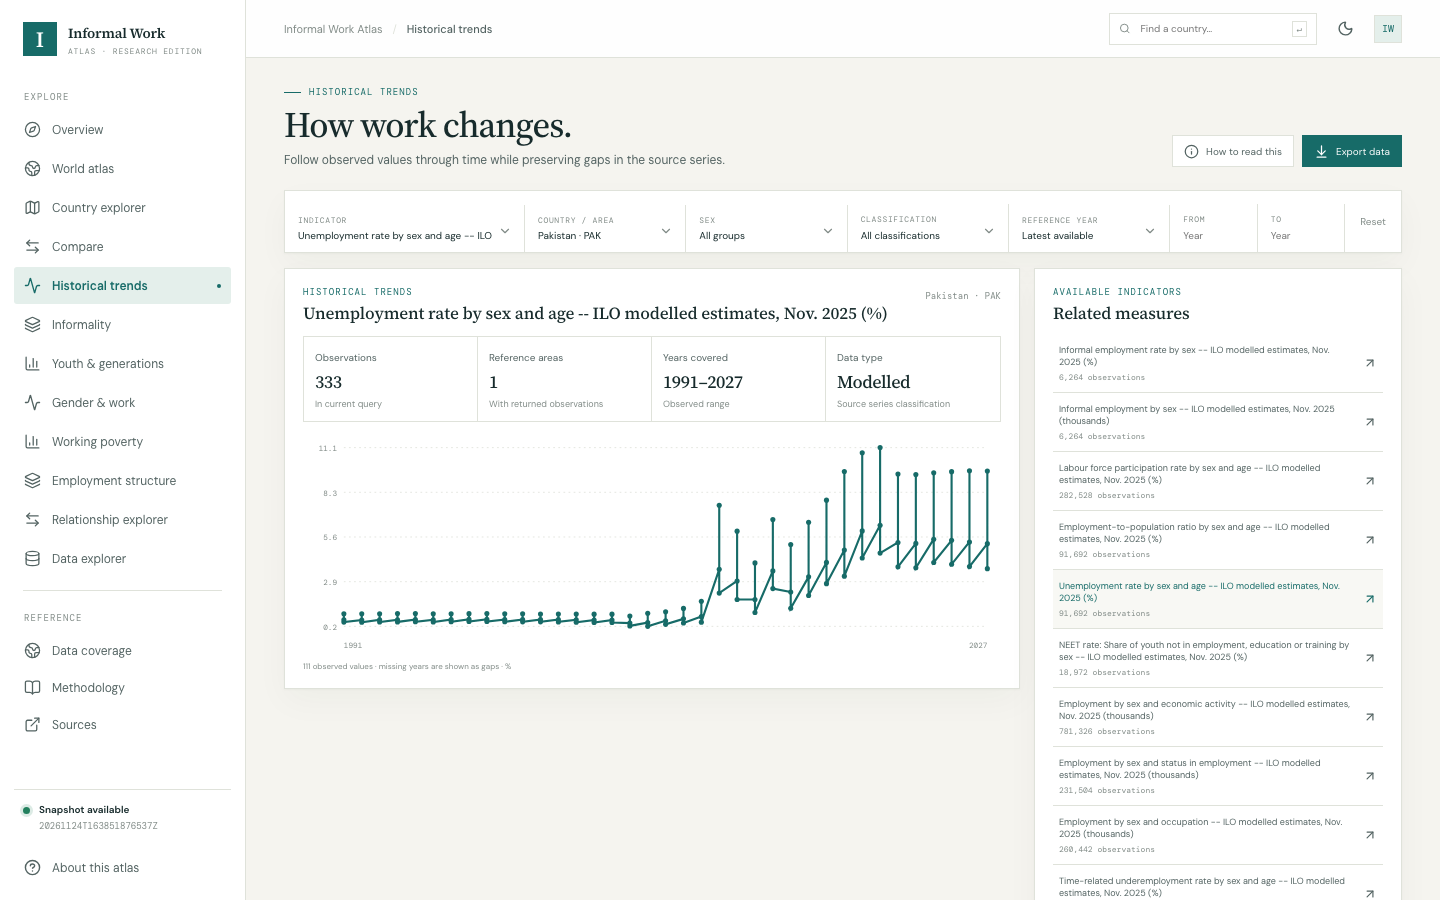 I
Informal Work
ATLAS · RESEARCH EDITION
EXPLORE
Overview
World atlas
Country explorer
Compare
Historical trends
Informality
Youth & generations
Gender & work
Working poverty
Employment structure
Relationship explorer
Data explorer
REFERENCE
Data coverage
Methodology
Sources
Snapshot available
20261124T163851876537Z
About this atlas
Informal Work Atlas / Historical trends
Find a country...
↵
IW
HISTORICAL TRENDS
How work changes.
Follow observed values through time while preserving gaps in the source series.
How to read this
Export data
INDICATOR
Unemployment rate by sex and age -- ILO
COUNTRY / AREA
Pakistan · PAK
SEX
All groups
CLASSIFICATION
All classifications
REFERENCE YEAR
Latest available
FROM
Year
TO
Year
Reset
HISTORICAL TRENDS
Unemployment rate by sex and age -- ILO modelled estimates, Nov. 2025 (%)
Pakistan · PAK
Observations
333
In current query
Reference areas
1
With returned observations
Years covered
1991–2027
Observed range
Data type
Modelled
Source series classification
11.1
8.3
5.6
2.9
0.2
1991
2027
111 observed values · missing years are shown as gaps · %
AVAILABLE INDICATORS
Related measures
Informal employment rate by sex -- ILO modelled estimates, Nov.
2025 (%)
6,264 observations
Informal employment by sex -- ILO modelled estimates, Nov. 2025
(thousands)
6,264 observations
Labour force participation rate by sex and age -- ILO modelled
estimates, Nov. 2025 (%)
282,528 observations
Employment-to-population ratio by sex and age -- ILO modelled
estimates, Nov. 2025 (%)
91,692 observations
Unemployment rate by sex and age -- ILO modelled estimates, Nov.
2025 (%)
91,692 observations
NEET rate: Share of youth not in employment, education or training by
sex -- ILO modelled estimates, Nov. 2025 (%)
18,972 observations
Employment by sex and economic activity -- ILO modelled estimates,
Nov. 2025 (thousands)
781,326 observations
Employment by sex and status in employment -- ILO modelled
estimates, Nov. 2025 (thousands)
231,504 observations
Employment by sex and occupation -- ILO modelled estimates, Nov.
2025 (thousands)
260,442 observations
Time-related underemployment rate by sex and age -- ILO modelled
estimates, Nov. 2025 (%)